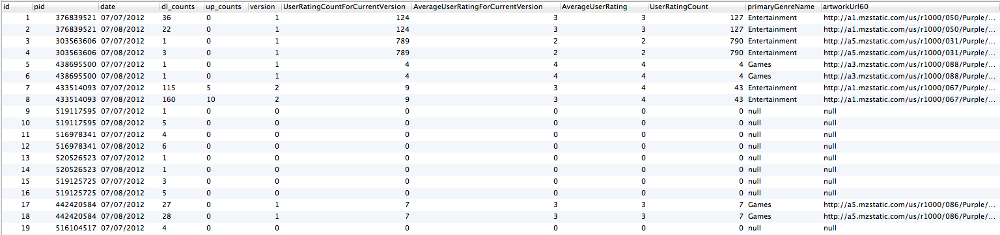 id pid date dl_counts up_counts version UserRatingCountForCurrentVersion AverageUserRatingForCurrentVersion AverageUserRating UserRatingCount primaryGenreName artworkUrl60
1 376839521 07/07/2012 36 0 1 124 3 3 127 Entertainment http://a1.mzstatic.com/us/r1000/050/Purple/...
2 376839521 07/08/2012 22 0 1 124 3 3 127 Entertainment http://a1.mzstatic.com/us/r1000/050/Purple/...
3 303563606 07/07/2012 1 0 1 789 2 2 790 Entertainment http://a5.mzstatic.com/us/r1000/031/Purple/...
4 303563606 07/08/2012 3 0 1 789 2 2 790 Entertainment http://a5.mzstatic.com/us/r1000/031/Purple/...
5 438695500 07/07/2012 1 0 1 4 4 4 4 Games http://a3.mzstatic.com/us/r1000/088/Purple/...
6 438695500 07/08/2012 1 0 1 4 4 4 4 Games http://a3.mzstatic.com/us/r1000/088/Purple/...
7 433514093 07/07/2012 115 5 2 9 3 4 43 Entertainment http://a1.mzstatic.com/us/r1000/067/Purple/...
8 433514093 07/08/2012 160 10 2 9 3 4 43 Entertainment http://a1.mzstatic.com/us/r1000/067/Purple/...
9 519117595 07/07/2012 1 0 0 0 0 0 0 null null
10 519117595 07/08/2012 5 0 0 0 0 0 0 null null
11 516978341 07/07/2012 4 0 0 0 0 0 0 null null
12 516978341 07/08/2012 6 0 0 0 0 0 0 null null
13 520526523 07/07/2012 1 0 0 0 0 0 0 null null
14 520526523 07/08/2012 1 0 0 0 0 0 0 null null
15 519125725 07/07/2012 3 0 0 0 0 0 0 null null
16 519125725 07/08/2012 5 0 0 0 0 0 0 null null
17 442420584 07/07/2012 27 0 1 7 3 3 7 Games http://a5.mzstatic.com/us/r1000/086/Purple/...
18 442420584 07/08/2012 28 0 1 7 3 3 7 Games http://a5.mzstatic.com/us/r1000/086/Purple/...
19 516104517 07/07/2012 4 0 0 0 0 0 0 null null